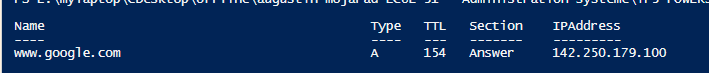 Name Type TTL Section IPAddress
---- ---- --- ------- ---------
www.google.com A 154 Answer 142.250.179.100